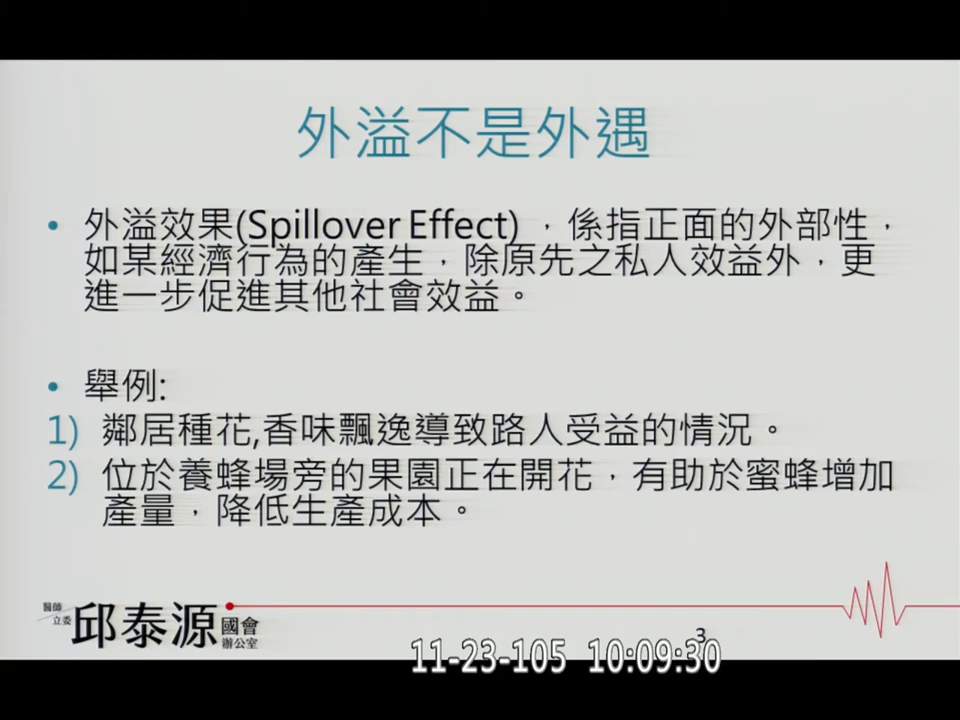 外溢不是外遇
• 外溢效果(Spillover Effect) ，係指正面的外部性，
如某經濟行為的產生，除原先之私人效益外，更
進一步促進其他社會效益。
• 舉例:
1) 鄰居種花,香味飄逸導致路人受益的情況。
2) 位於養蜂場旁的果園正在開花，有助於蜜蜂增加
產量，降低生產成本。
醫師
立委
邱泰源
國會
辦公室
3
11-23-105 10:09:30